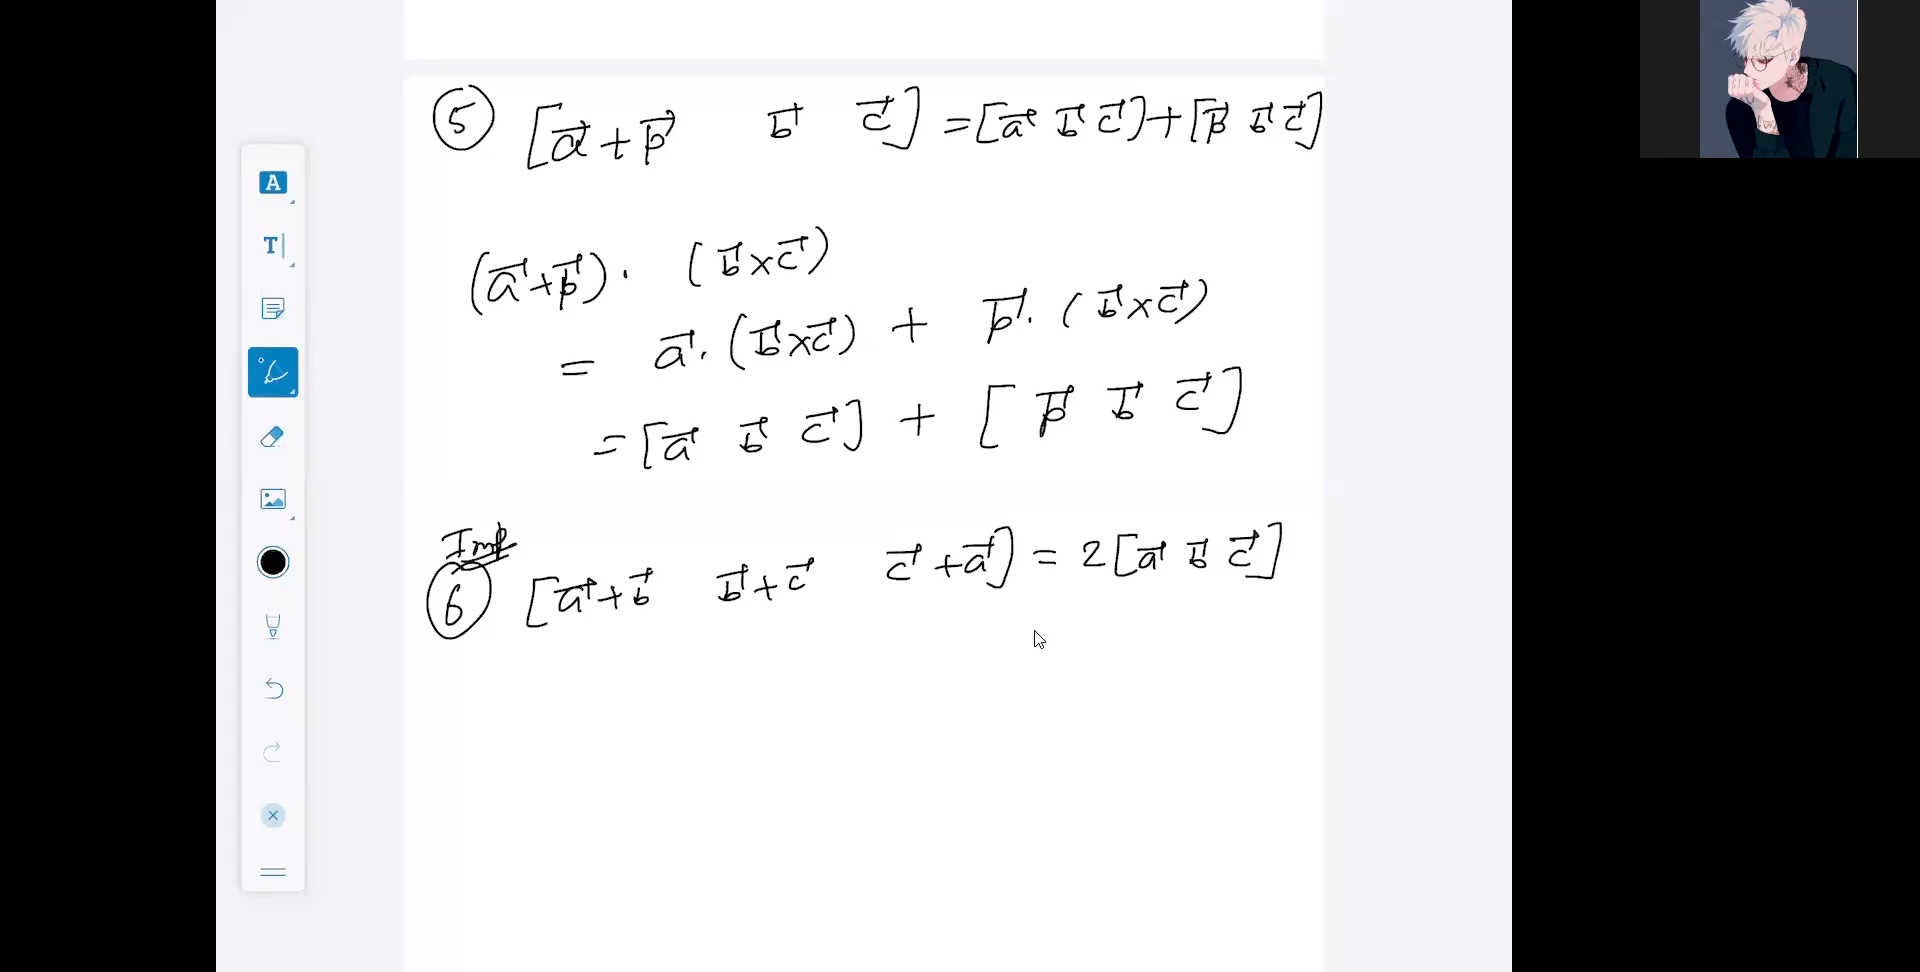 ⑤ [a⃗+p⃗ b⃗ c⃗] = [a⃗ b⃗ c⃗] + [p⃗ b⃗ c⃗]
(a⃗+p⃗) · (b⃗×c⃗)
= a⃗·(b⃗×c⃗) + p⃗·(b⃗×c⃗)
= [a⃗ b⃗ c⃗] + [p⃗ b⃗ c⃗]
Imp
⑥ [a⃗+b⃗ b⃗+c⃗ c⃗+a⃗] = 2[a⃗ b⃗ c⃗]
A
T